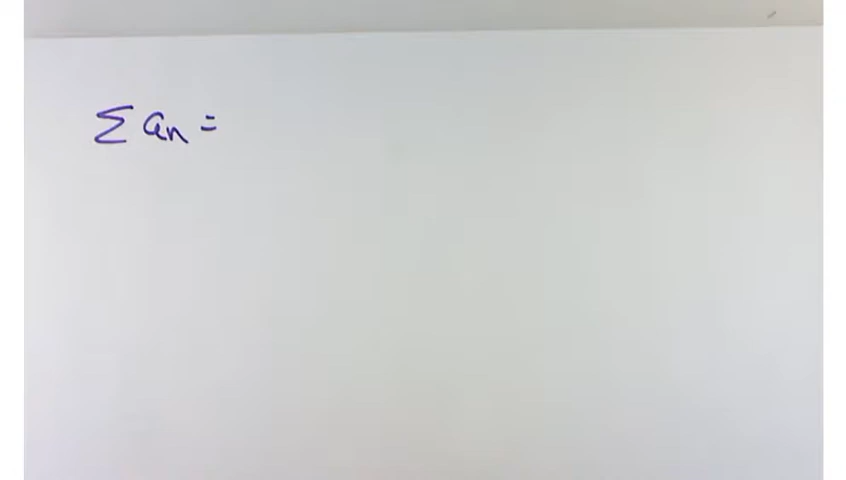 ∑ aₙ =